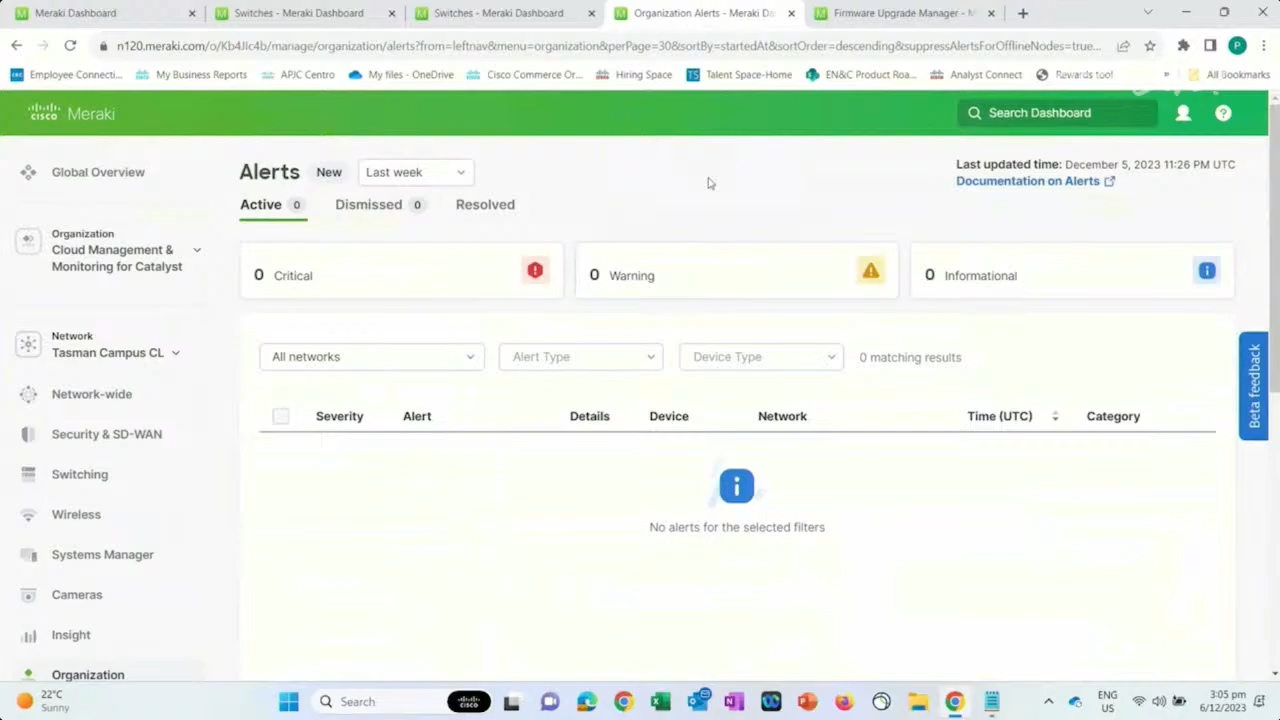 Meraki Dashboard
Switches - Meraki Dashboard
Switches - Meraki Dashboard
Organization Alerts - Meraki Da
Firmware Upgrade Manager -
n120.meraki.com/o/Kb4JIc4b/manage/organization/alerts?from=leftnav&menu=organization&perPage=30&sortBy=startedAt&sortOrder=descending&suppressAlertsForOfflineNodes=true...
P
Employee Connecti...
My Business Reports
APJC Centro
My files - OneDrive
Cisco Commerce Or...
Hiring Space
TS Talent Space-Home
EN&C Product Roa...
Analyst Connect
Rewards tool
»
All Bookmarks
CISCO Meraki
Search Dashboard
Global Overview
Alerts New Last week
Last updated time: December 5, 2023 11:26 PM UTC
Documentation on Alerts
Active 0 Dismissed 0 Resolved
Organization
Cloud Management &
Monitoring for Catalyst
0 Critical
0 Warning
0 Informational
Network
Tasman Campus CL
All networks
Alert Type
Device Type
0 matching results
Beta feedback
Network-wide
Security & SD-WAN
Switching
Wireless
Systems Manager
Cameras
Insight
Organization
Severity Alert Details Device Network Time (UTC) Category
No alerts for the selected filters
22°C
Sunny
Search
CISCO
ENG
US
3:05 pm
6/12/2023